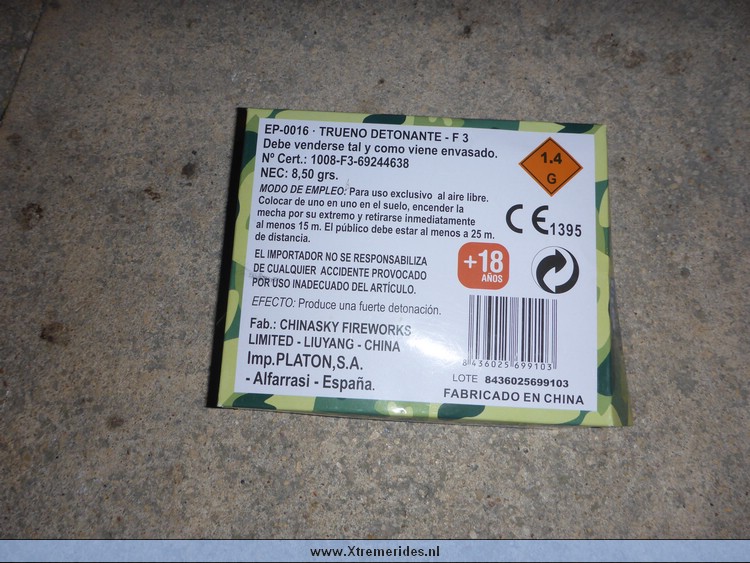 EP-0016 · TRUENO DETONANTE - F 3
Debe venderse tal y como viene envasado.
Nº Cert.: 1008-F3-69244638
NEC: 8,50 grs.
MODO DE EMPLEO: Para uso exclusivo al aire libre.
Colocar de uno en uno en el suelo, encender la
mecha por su extremo y retirarse inmediatamente
al menos 15 m. El público debe estar al menos a 25 m.
de distancia.
EL IMPORTADOR NO SE RESPONSABILIZA
DE CUALQUIER ACCIDENTE PROVOCADO
POR USO INADECUADO DEL ARTÍCULO.
EFECTO: Produce una fuerte detonación.
Fab.: CHINASKY FIREWORKS
LIMITED - LIUYANG - CHINA
Imp.PLATON,S.A.
- Alfarrasi - España.
1.4
G
CE 1395
+18
AÑOS
8436025699103
LOTE 8436025699103
FABRICADO EN CHINA
www.Xtremerides.nl